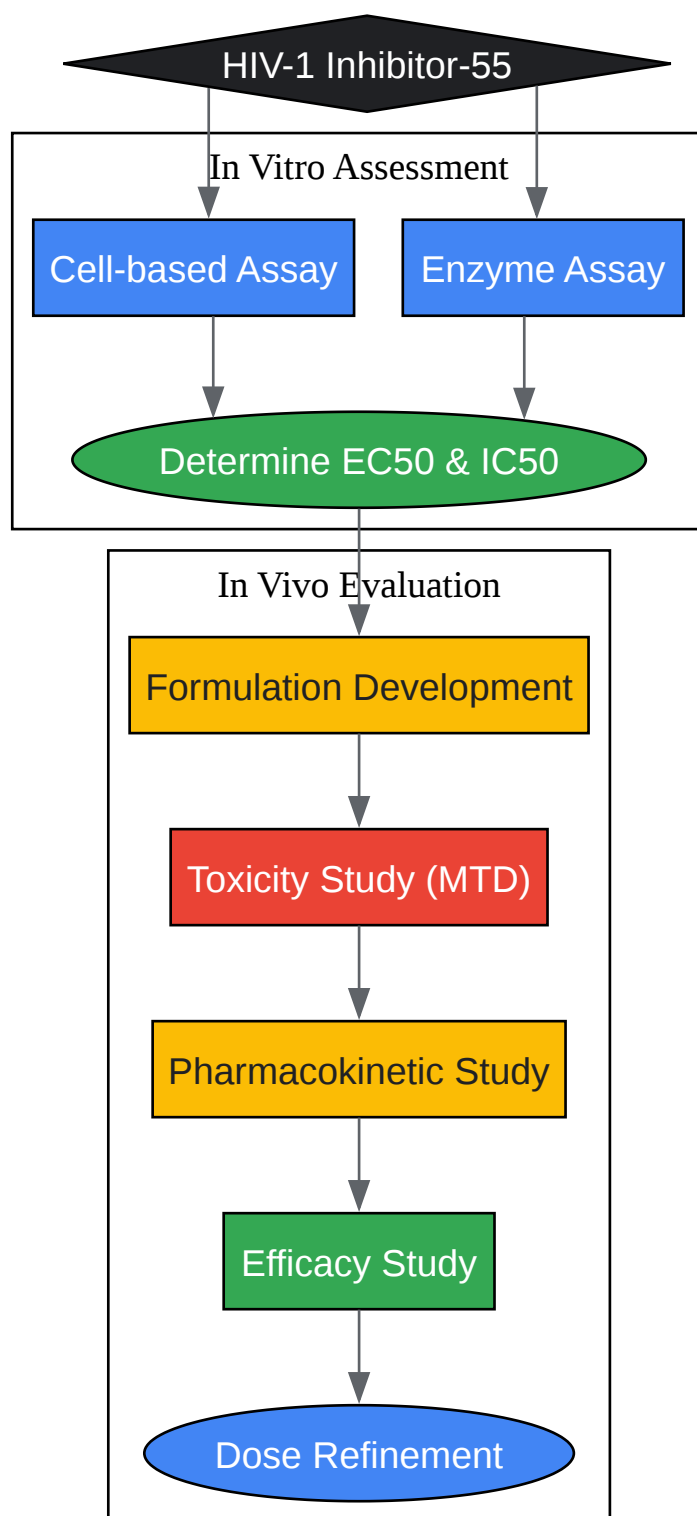 HIV-1 Inhibitor-55
In Vitro Assessment
Cell-based Assay
Enzyme Assay
Determine EC50 & IC50
In Vivo Evaluation
Formulation Development
Toxicity Study (MTD)
Pharmacokinetic Study
Efficacy Study
Dose Refinement